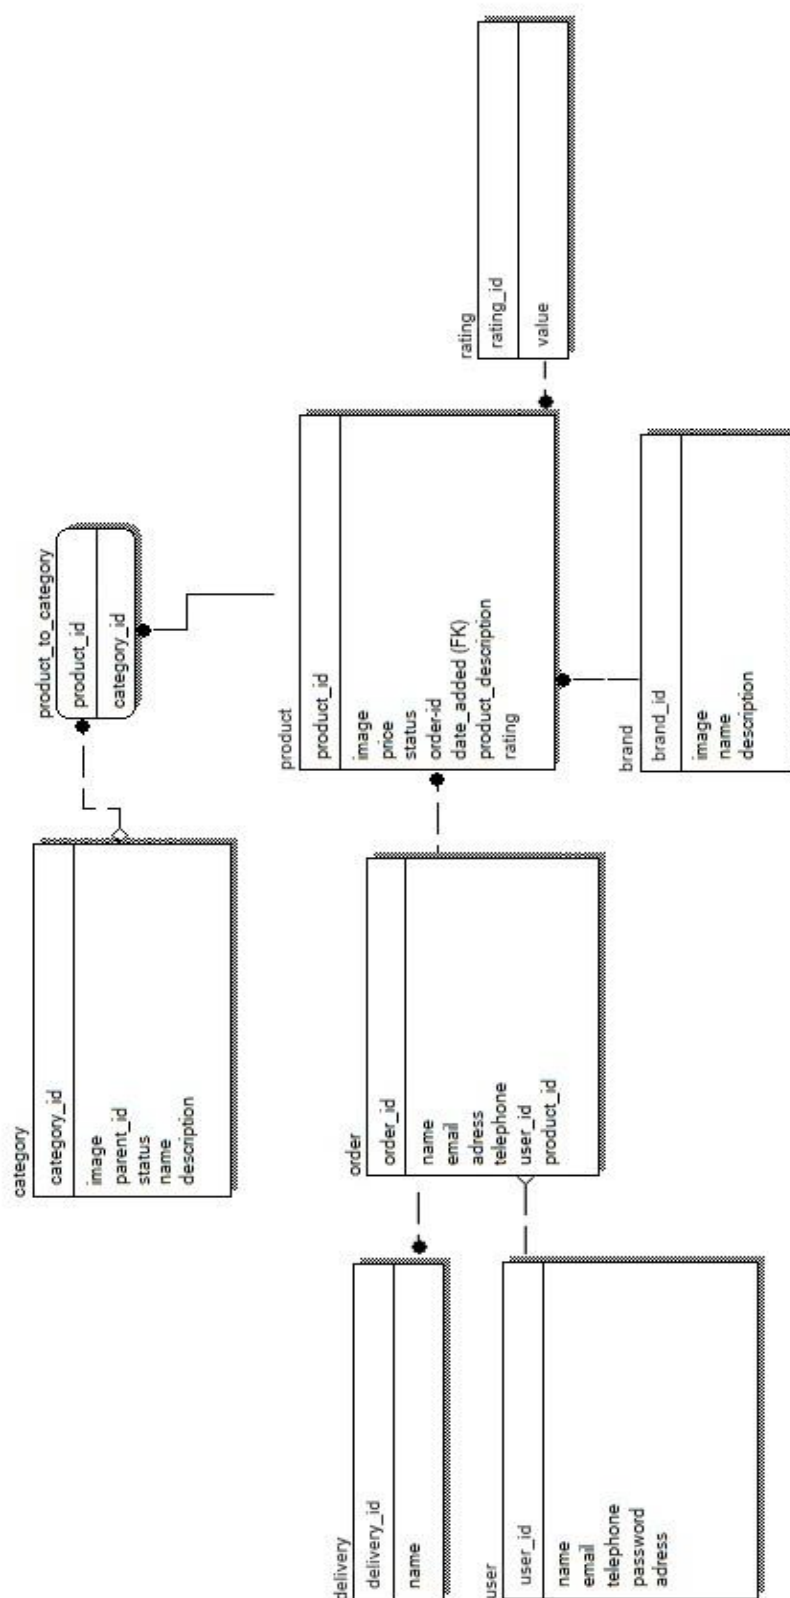 category
category_id
image
parent_id
status
name
description
product_to_category
product_id
category_id
delivery
delivery_id
name
order
order_id
name
email
adress
telephone
user_id
product_id
product
product_id
image
price
status
order-id
date_added (FK)
product_description
rating
rating
rating_id
value
user
user_id
name
email
telephone
password
adress
brand
brand_id
image
name
description